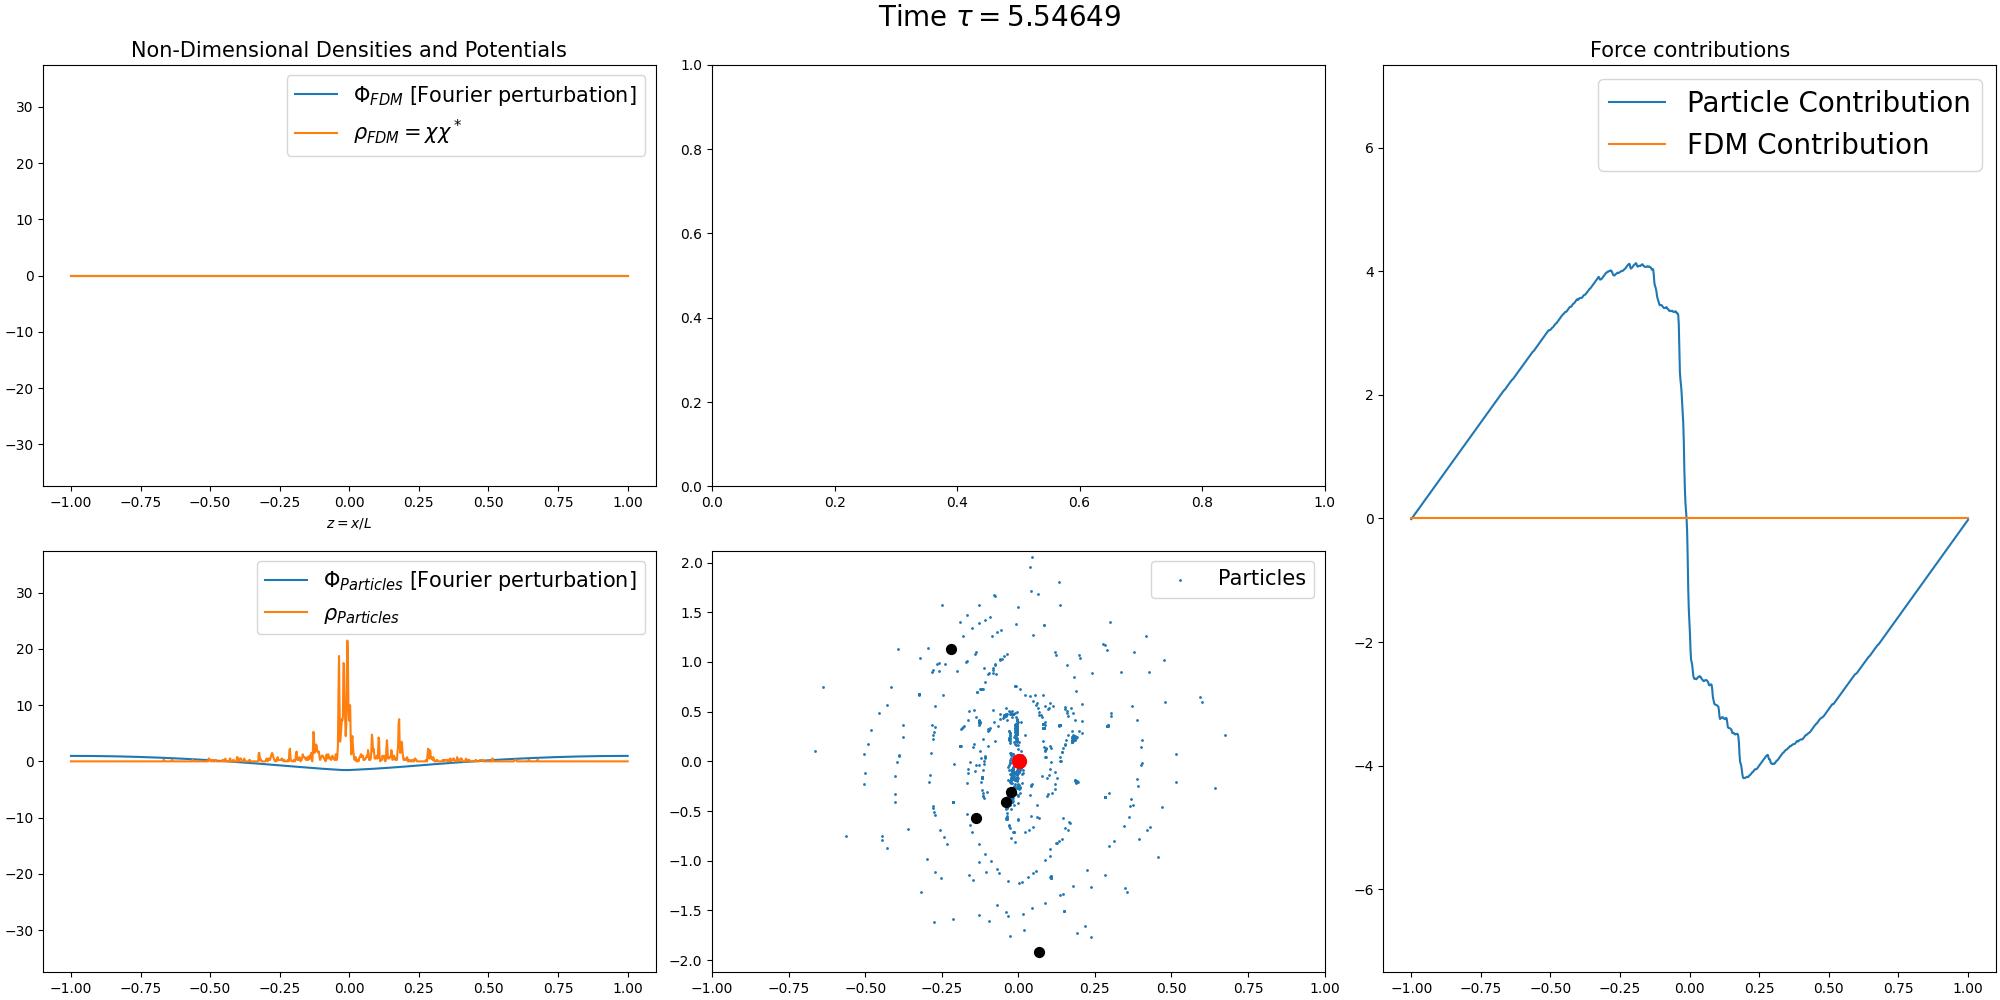 Time τ = 5.54649
Non-Dimensional Densities and Potentials
Φ_FDM [Fourier perturbation]
ρ_FDM = χχ*
30
20
10
0
−10
−20
−30
−1.00 −0.75 −0.50 −0.25 0.00 0.25 0.50 0.75 1.00
z = x/L
1.0
0.8
0.6
0.4
0.2
0.0
0.0 0.2 0.4 0.6 0.8 1.0
Force contributions
Particle Contribution
FDM Contribution
6
4
2
0
−2
−4
−6
−1.00 −0.75 −0.50 −0.25 0.00 0.25 0.50 0.75 1.00
Φ_Particles [Fourier perturbation]
ρ_Particles
30
20
10
0
−10
−20
−30
−1.00 −0.75 −0.50 −0.25 0.00 0.25 0.50 0.75 1.00
Particles
2.0
1.5
1.0
0.5
0.0
−0.5
−1.0
−1.5
−2.0
−1.00 −0.75 −0.50 −0.25 0.00 0.25 0.50 0.75 1.00